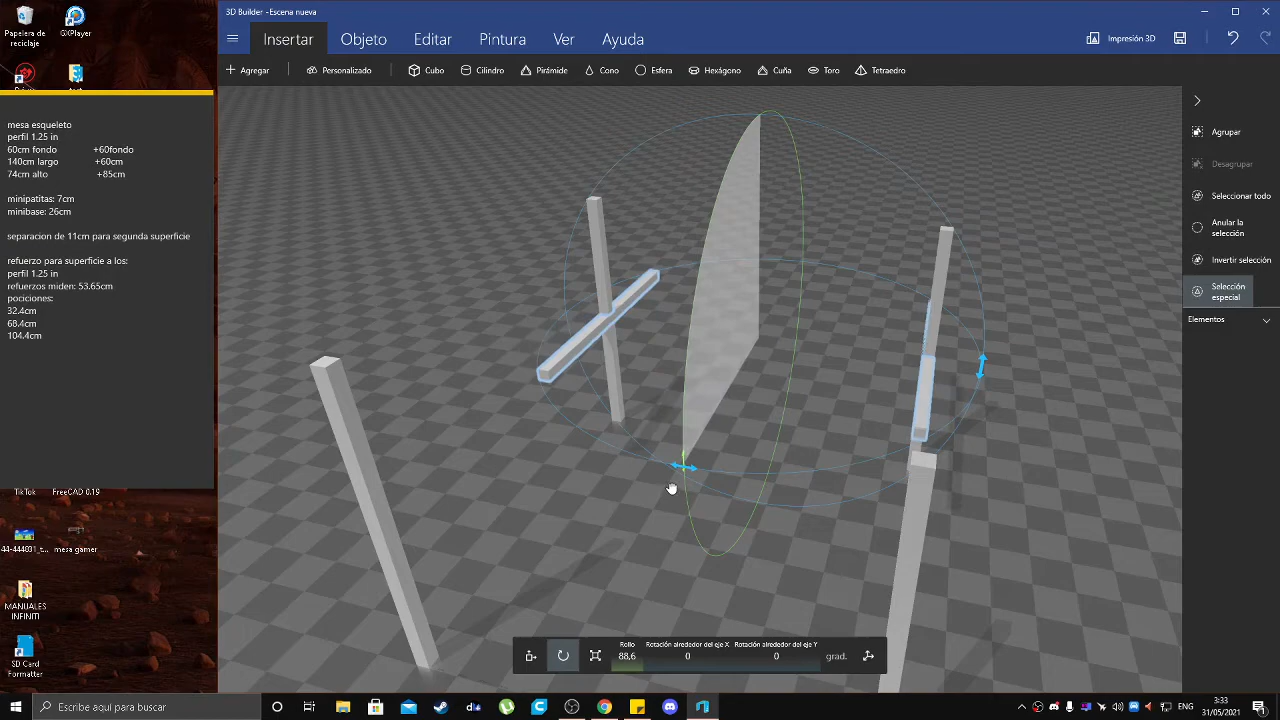 Papelera de
reciclaje
GOPlayer
3D Builder -Escena nueva
Insertar
Objeto
Editar
Pintura
Ver
Ayuda
Impresión 3D
Agregar
Personalizado
Cubo
Cilindro
Pirámide
Cono
Esfera
Hexágono
Cuña
Toro
Tetraedro
mesa esqueleto
perfil 1.25 in
60cm fondo +60fondo
140cm largo +60cm
74cm alto +85cm
minipatitas: 7cm
minibase: 26cm
separacion de 11cm para segunda superficie
refuerzo para superficie a los:
perfil 1.25 in
refuerzos miden: 53.65cm
pociciones:
32.4cm
68.4cm
104.4cm
TikTok
FreeCAD 0.19
44-444031_t...
mesa gamer
MANUALES
INFINITI
SD Card
Formatter
Agrupar
Desagrupar
Seleccionar todo
Anular la
selección
Invertir selección
Selección
especial
Elementos
Rollo
Rotación alrededor del eje X
Rotación alrededor del eje Y
88,6
0
0
grad.
Escribe aquí para buscar
ENG
3:33
31/05/2021